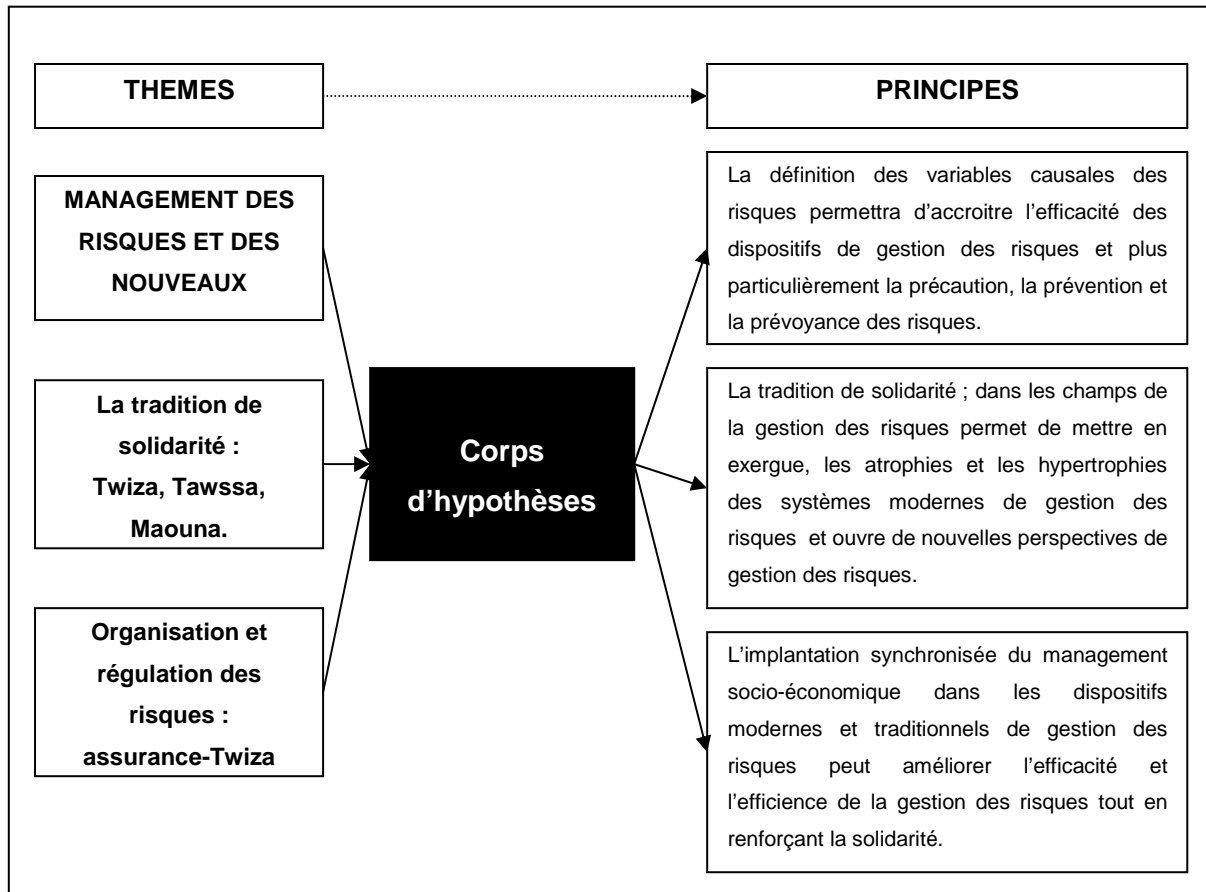 THEMES
PRINCIPES
MANAGEMENT DES
RISQUES ET DES
NOUVEAUX
La définition des variables causales des
risques permettra d'accroitre l'efficacité des
dispositifs de gestion des risques et plus
particulièrement la précaution, la prévention et
la prévoyance des risques.
La tradition de
solidarité :
Twiza, Tawssa,
Maouna.
Corps
d'hypothèses
La tradition de solidarité ; dans les champs de
la gestion des risques permet de mettre en
exergue, les atrophies et les hypertrophies
des systèmes modernes de gestion des
risques et ouvre de nouvelles perspectives de
gestion des risques.
Organisation et
régulation des
risques :
assurance-Twiza
L'implantation synchronisée du management
socio-économique dans les dispositifs
modernes et traditionnels de gestion des
risques peut améliorer l'efficacité et
l'efficience de la gestion des risques tout en
renforçant la solidarité.